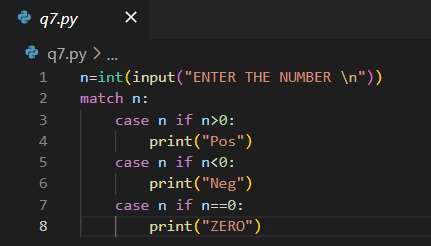 q7.py ×
q7.py > ...
1 n=int(input("ENTER THE NUMBER \n"))
2 match n:
3     case n if n>0:
4         print("Pos")
5     case n if n<0:
6         print("Neg")
7     case n if n==0:
8         print("ZERO")